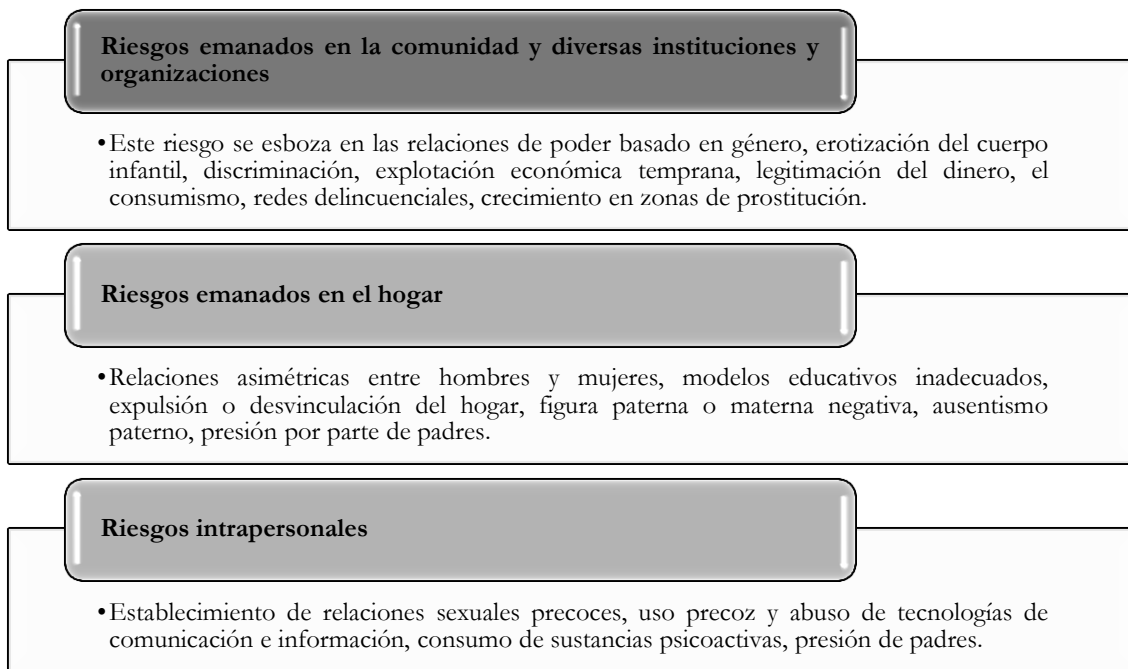 Riesgos emanados en la comunidad y diversas instituciones y
organizaciones
•Este riesgo se esboza en las relaciones de poder basado en género, erotización del cuerpo
infantil, discriminación, explotación económica temprana, legitimación del dinero, el
consumismo, redes delincuenciales, crecimiento en zonas de prostitución.
Riesgos emanados en el hogar
•Relaciones asimétricas entre hombres y mujeres, modelos educativos inadecuados,
expulsión o desvinculación del hogar, figura paterna o materna negativa, ausentismo
paterno, presión por parte de padres.
Riesgos intrapersonales
•Establecimiento de relaciones sexuales precoces, uso precoz y abuso de tecnologías de
comunicación e información, consumo de sustancias psicoactivas, presión de padres.